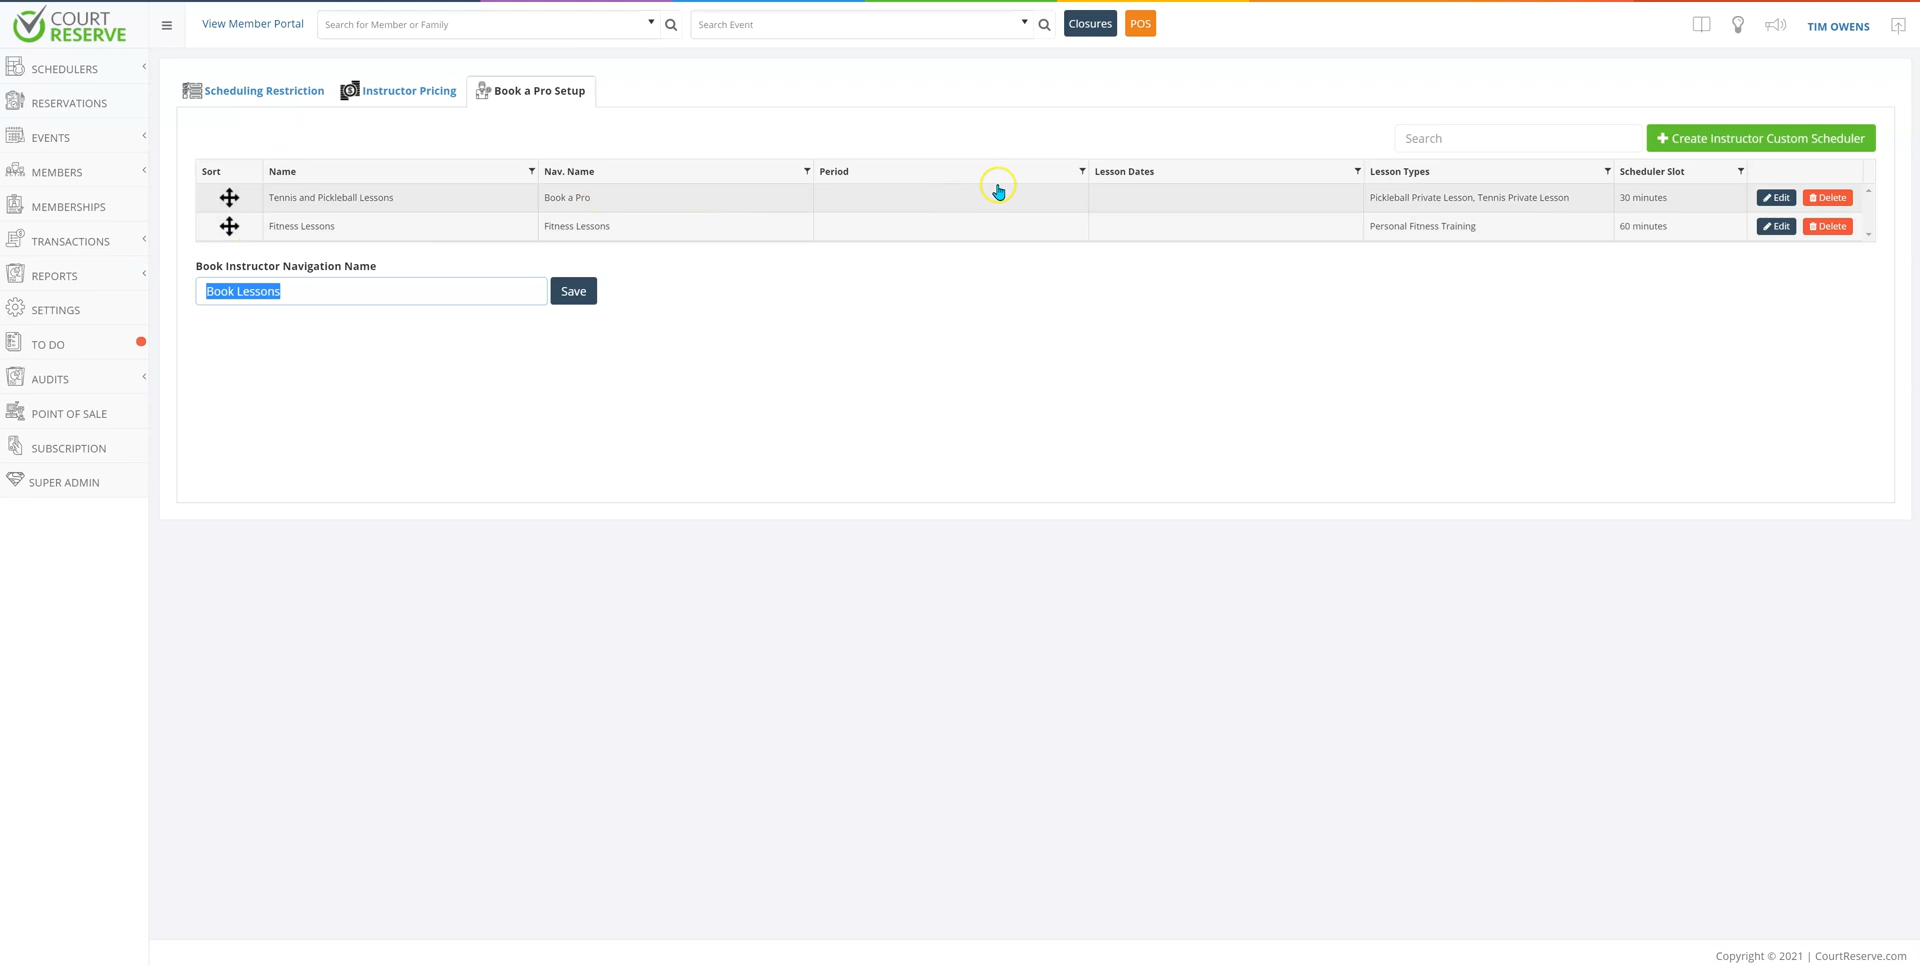 COURT RESERVE
View Member Portal
Search for Member or Family
Search Event
Closures
POS
TIM OWENS
SCHEDULERS
RESERVATIONS
EVENTS
MEMBERS
MEMBERSHIPS
TRANSACTIONS
REPORTS
SETTINGS
TO DO
AUDITS
POINT OF SALE
SUBSCRIPTION
SUPER ADMIN
Scheduling Restriction
Instructor Pricing
Book a Pro Setup
Search
Create Instructor Custom Scheduler
Sort Name Nav. Name Period Lesson Dates Lesson Types Scheduler Slot
Tennis and Pickleball Lessons Book a Pro Pickleball Private Lesson, Tennis Private Lesson 30 minutes Edit Delete
Fitness Lessons Fitness Lessons Personal Fitness Training 60 minutes Edit Delete
Book Instructor Navigation Name
Book Lessons
Save
Copyright © 2021 | CourtReserve.com